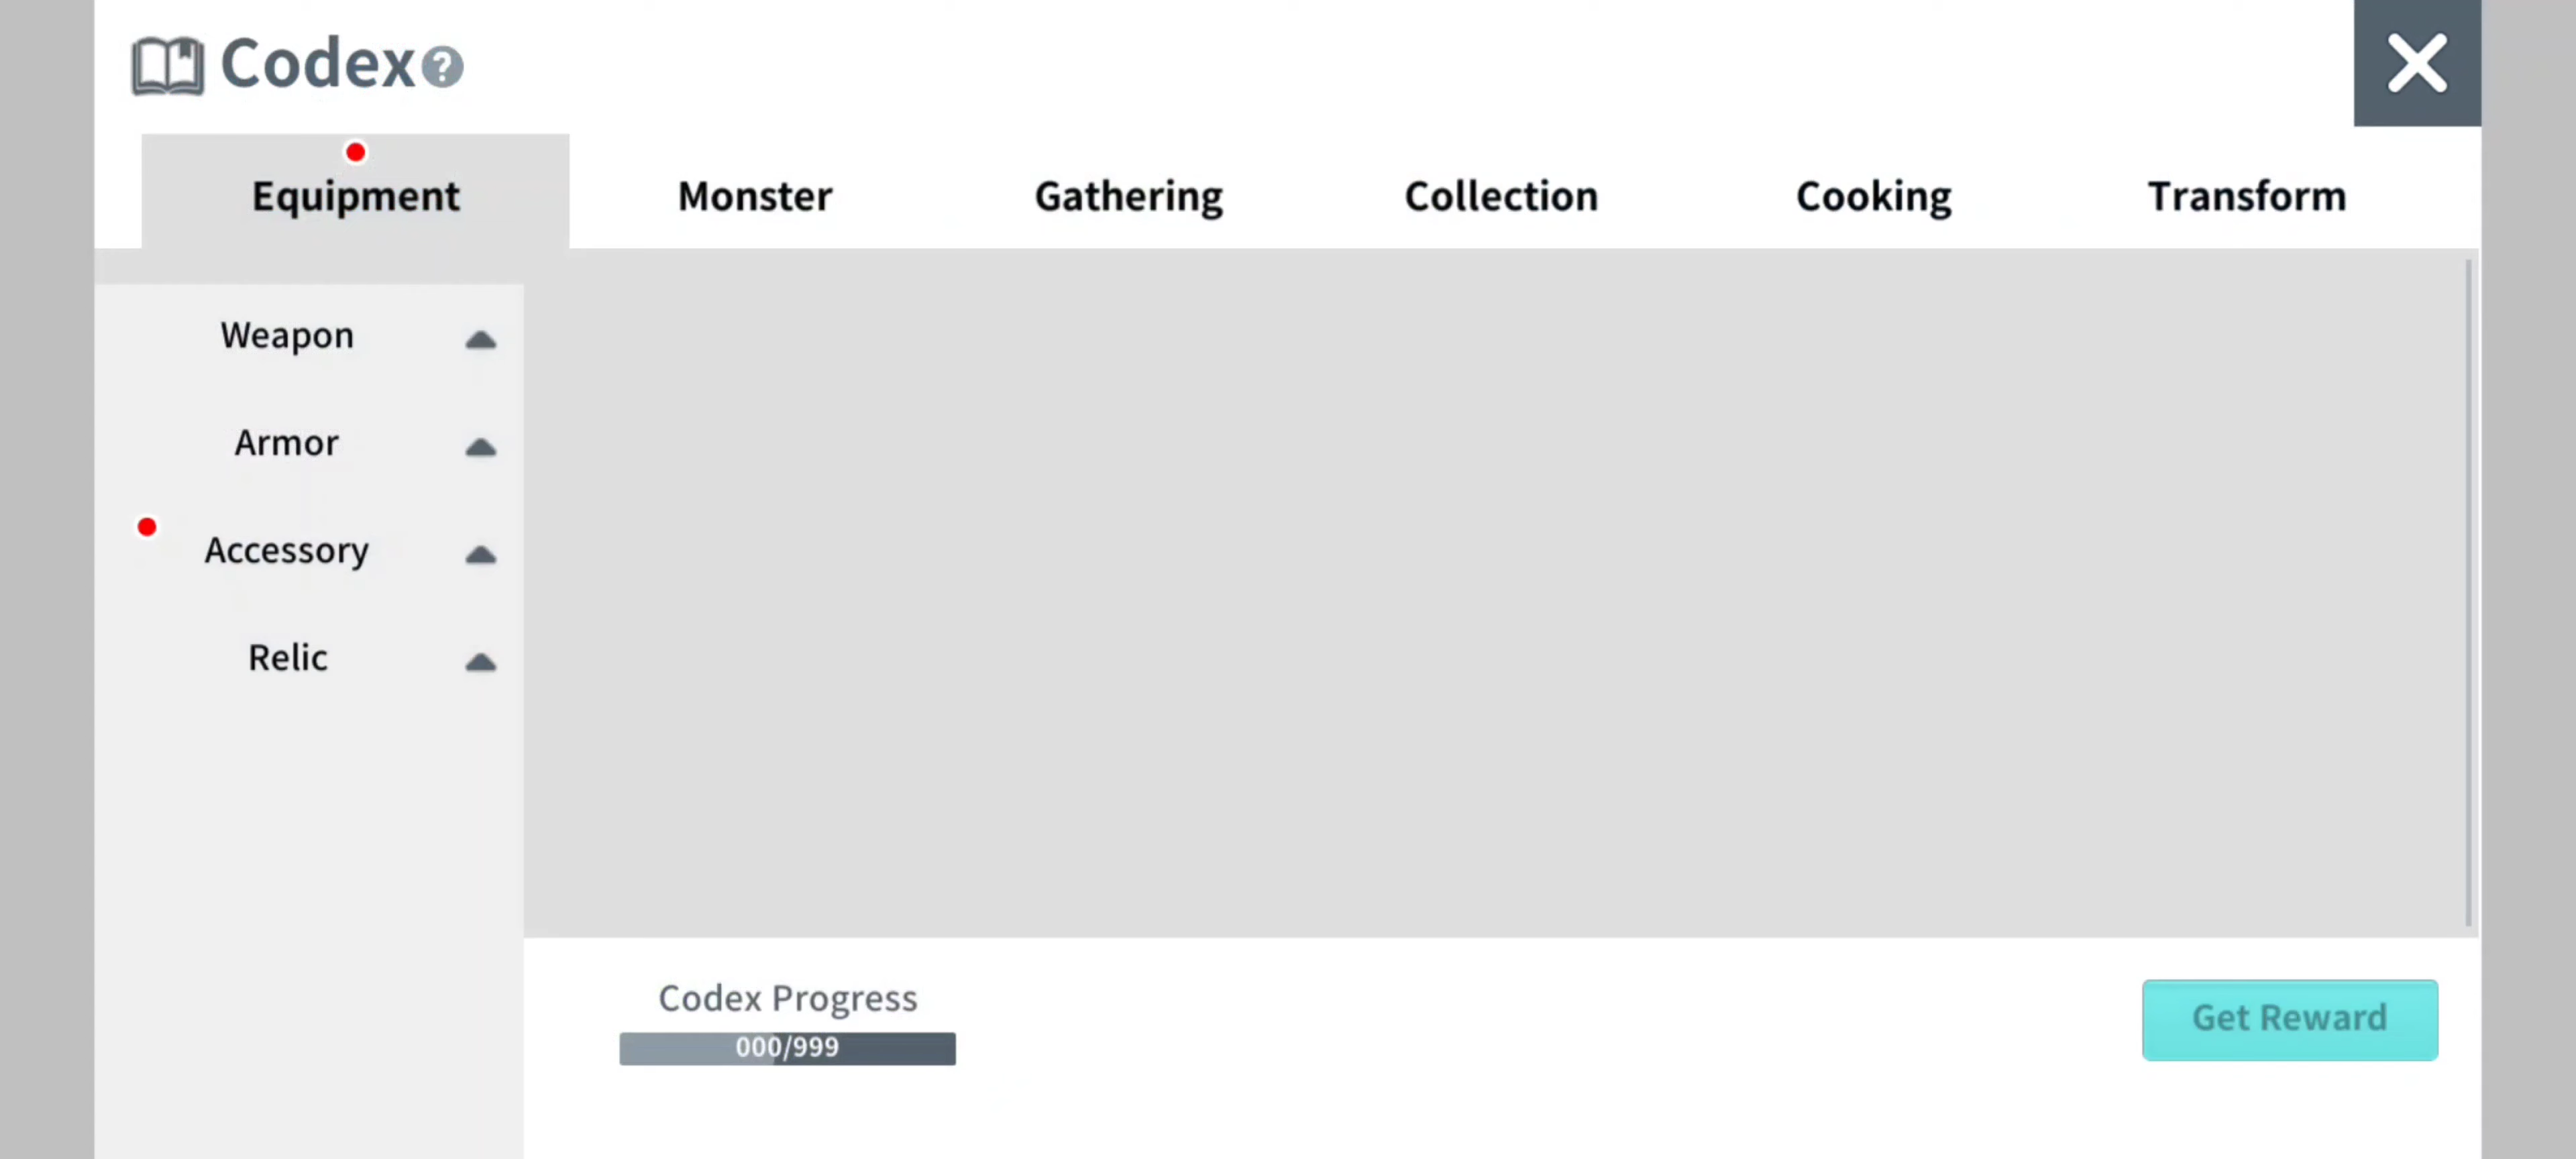 Codex?
Equipment
Monster
Gathering
Collection
Cooking
Transform
Weapon
Armor
Accessory
Relic
Codex Progress
000/999
Get Reward